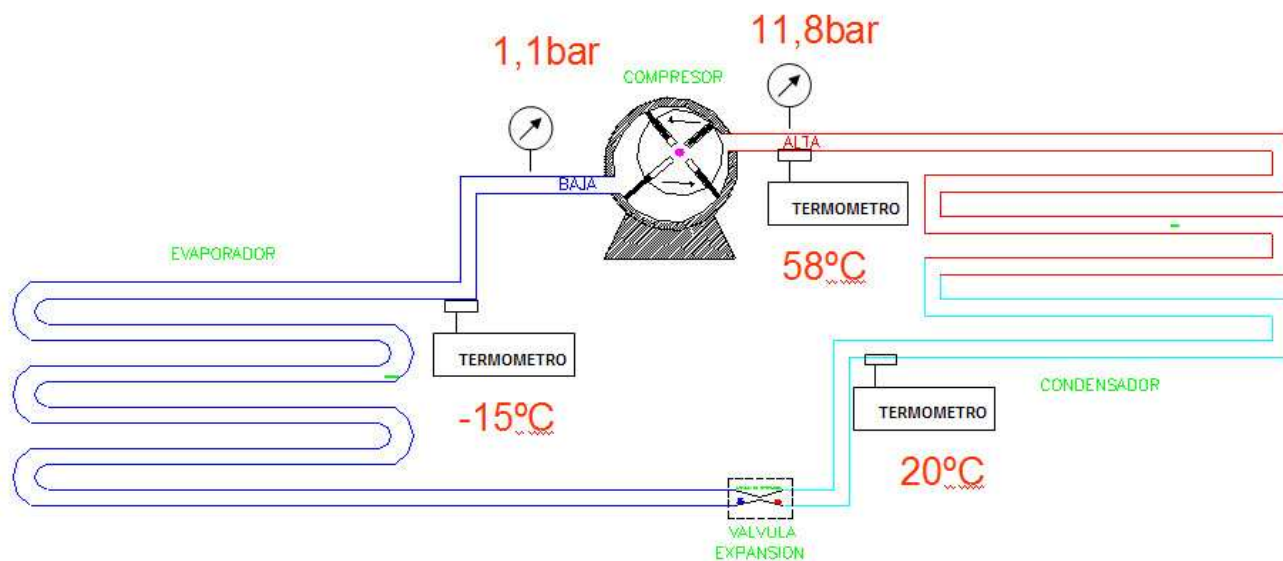 11,8bar
1,1bar
COMPRESOR
ALTA
BAJA
TERMOMETRO
EVAPORADOR
58ºC
TERMOMETRO
CONDENSADOR
TERMOMETRO
-15ºC
20ºC
VALVULA
EXPANSION